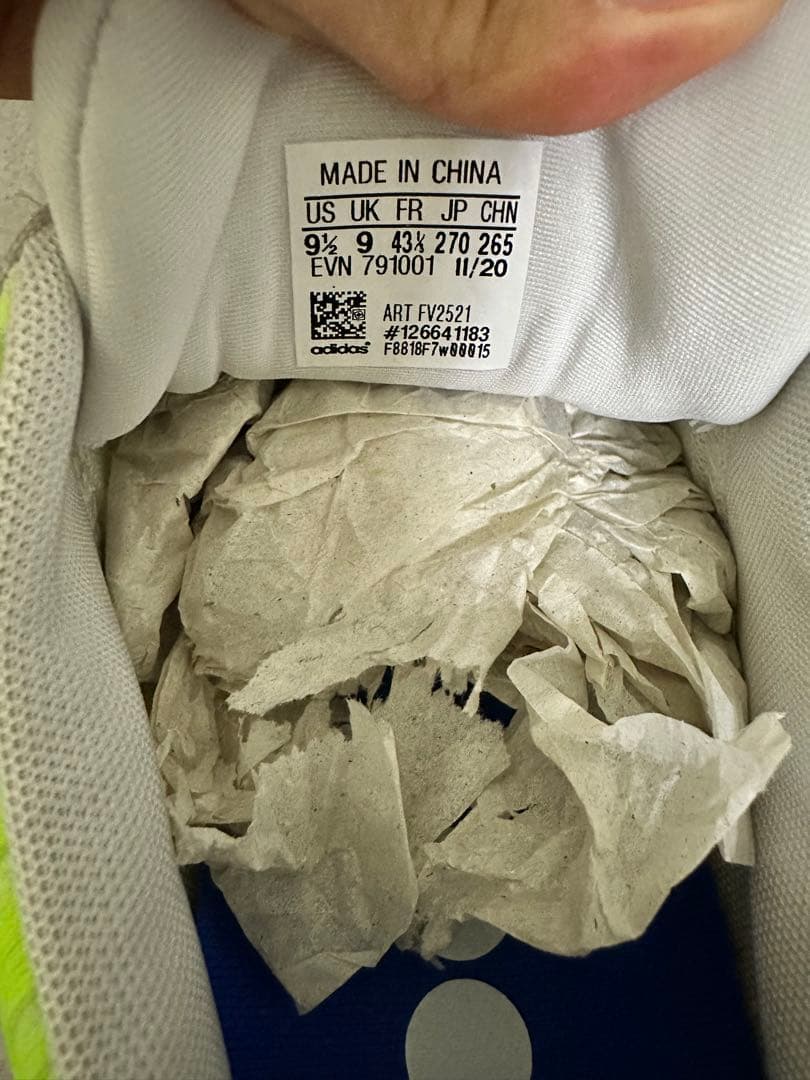 MADE IN CHINA
US UK FR JP CHN
9½ 9 43⅓ 270 265
EVN 791001 11/20
ART FV2521
#126641183
adidas® F8818F7w00015